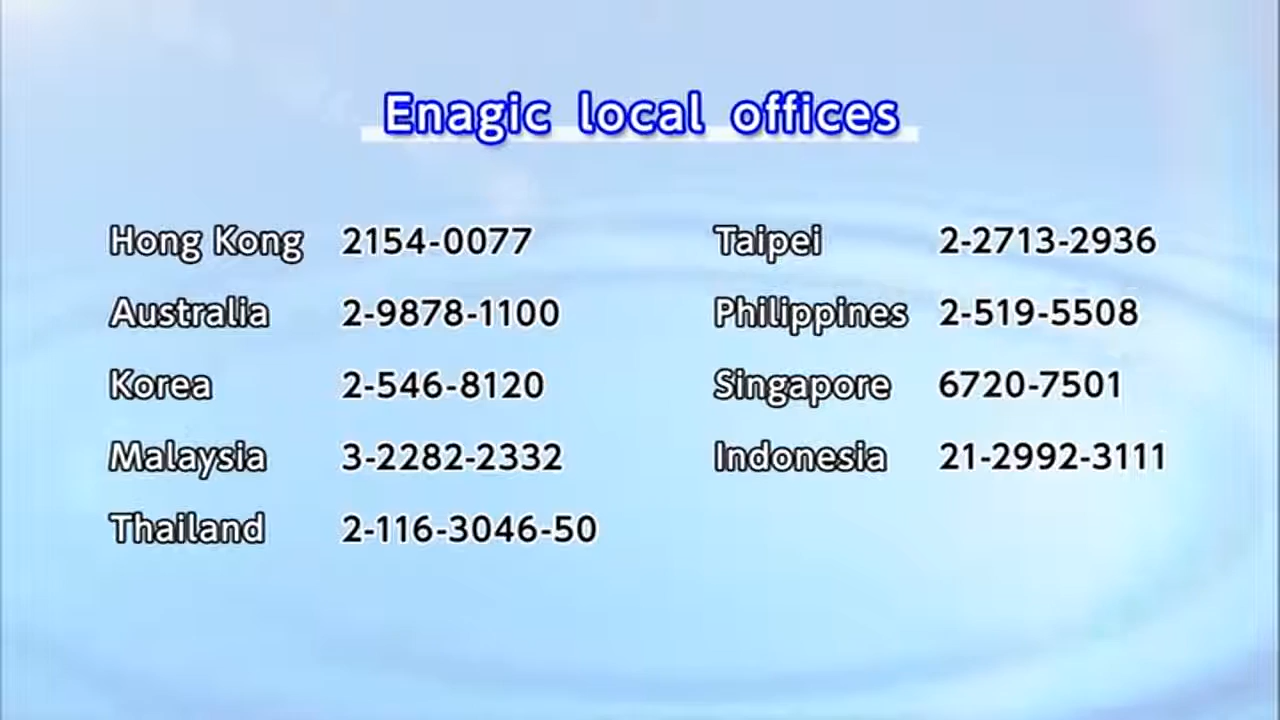 Enagic local offices
Hong Kong 2154-0077 Taipei 2-2713-2936
Australia 2-9878-1100 Philippines 2-519-5508
Korea 2-546-8120 Singapore 6720-7501
Malaysia 3-2282-2332 Indonesia 21-2992-3111
Thailand 2-116-3046-50